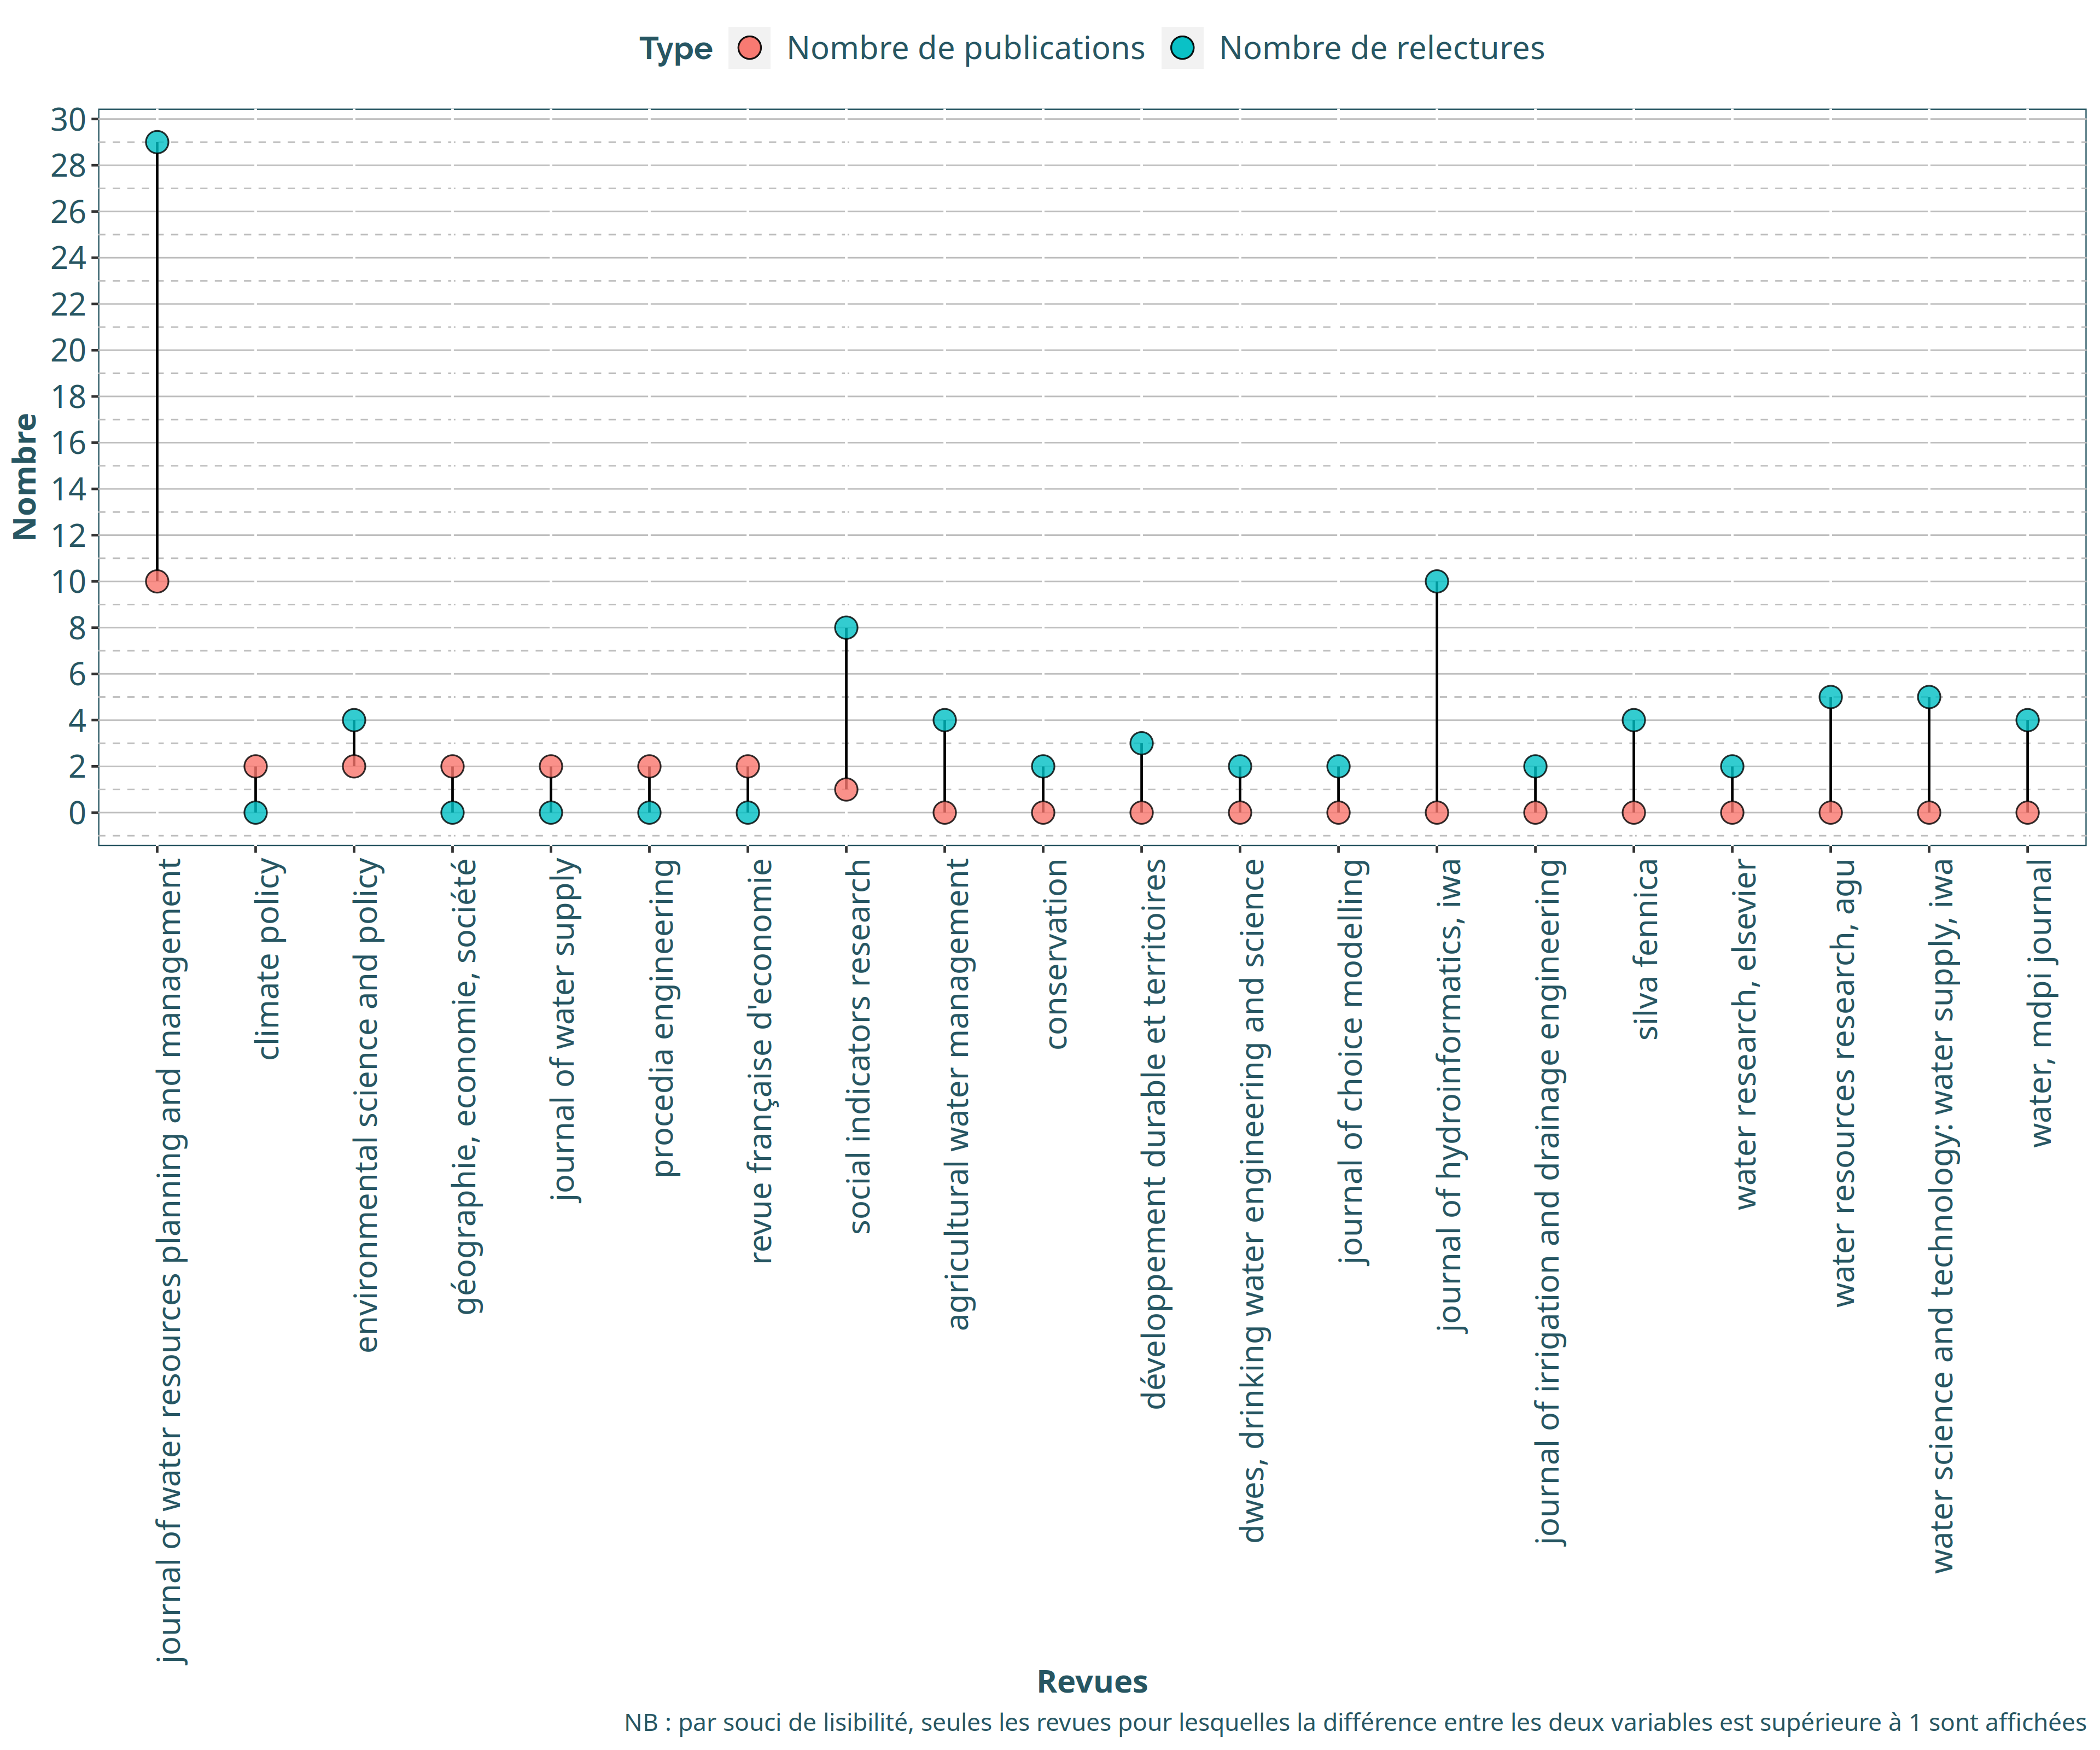 Type Nombre de publications Nombre de relectures
30
28
26
24
22
20
18
16
14
12
10
8
6
4
2
0
Nombre
journal of water resources planning and management
climate policy
environmental science and policy
géographie, economie, société
journal of water supply
procedia engineering
revue française d'economie
social indicators research
agricultural water management
conservation
développement durable et territoires
dwes, drinking water engineering and science
journal of choice modelling
journal of hydroinformatics, iwa
journal of irrigation and drainage engineering
silva fennica
water research, elsevier
water resources research, agu
water science and technology: water supply, iwa
water, mdpi journal
Revues
NB : par souci de lisibilité, seules les revues pour lesquelles la différence entre les deux variables est supérieure à 1 sont affichées